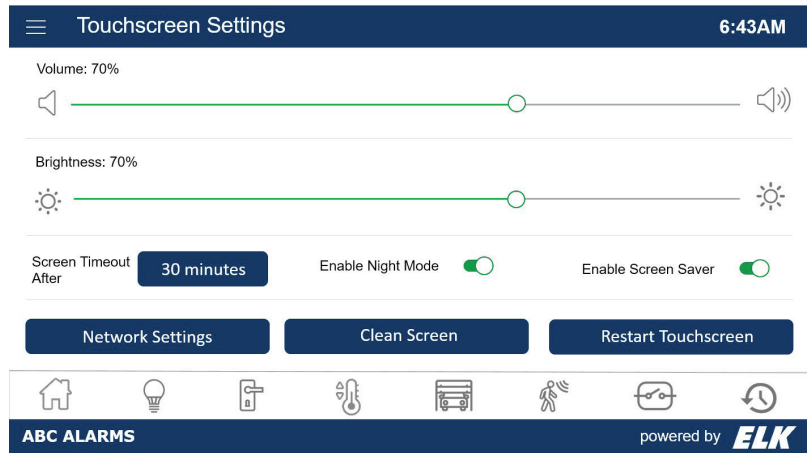 Touchscreen Settings
6:43AM
Volume: 70%
Brightness: 70%
Screen Timeout
After
30 minutes
Enable Night Mode
Enable Screen Saver
Network Settings
Clean Screen
Restart Touchscreen
ABC ALARMS
powered by ELK